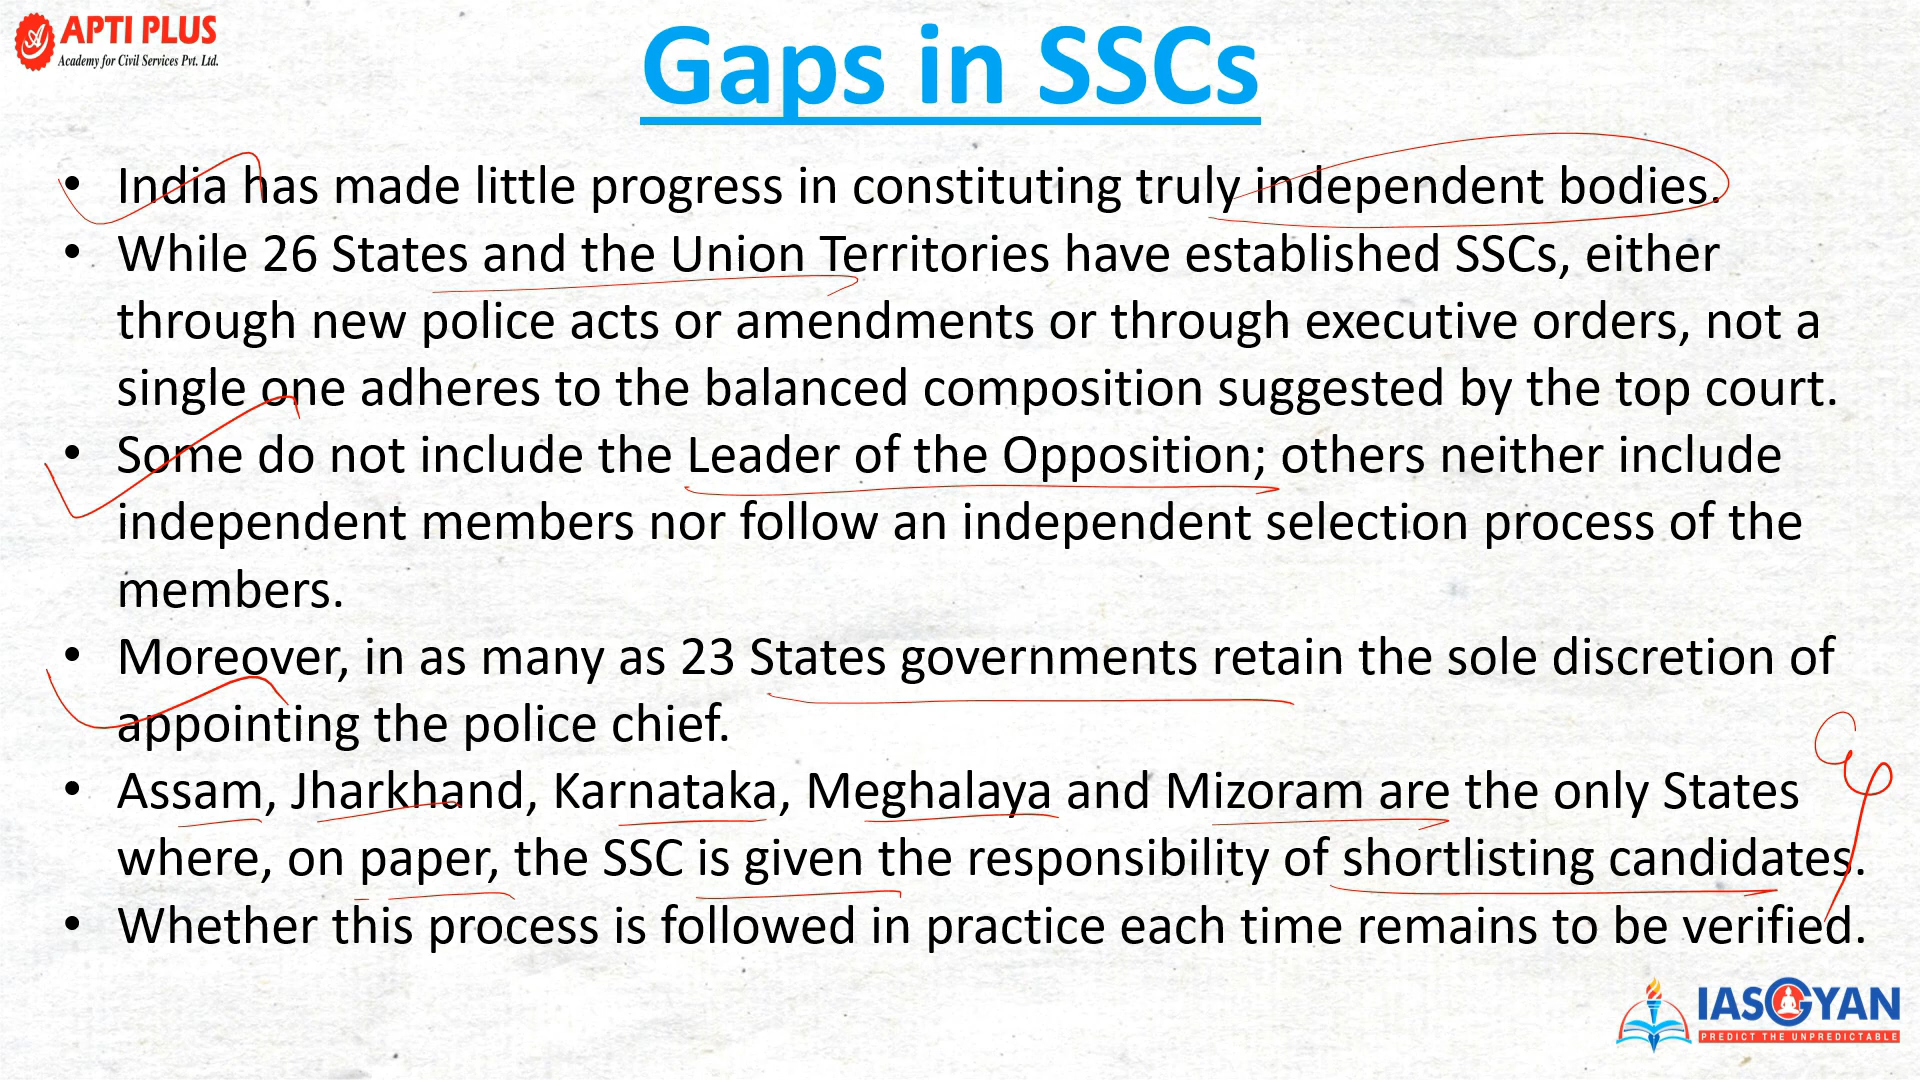 APTI PLUS
Academy for Civil Services Pvt. Ltd.
Gaps in SSCs
• India has made little progress in constituting truly independent bodies.
• While 26 States and the Union Territories have established SSCs, either
through new police acts or amendments or through executive orders, not a
single one adheres to the balanced composition suggested by the top court.
• Some do not include the Leader of the Opposition; others neither include
independent members nor follow an independent selection process of the
members.
• Moreover, in as many as 23 States governments retain the sole discretion of
appointing the police chief.
• Assam, Jharkhand, Karnataka, Meghalaya and Mizoram are the only States
where, on paper, the SSC is given the responsibility of shortlisting candidates.
• Whether this process is followed in practice each time remains to be verified.
IASGYAN
PREDICT THE UNPREDICTABLE